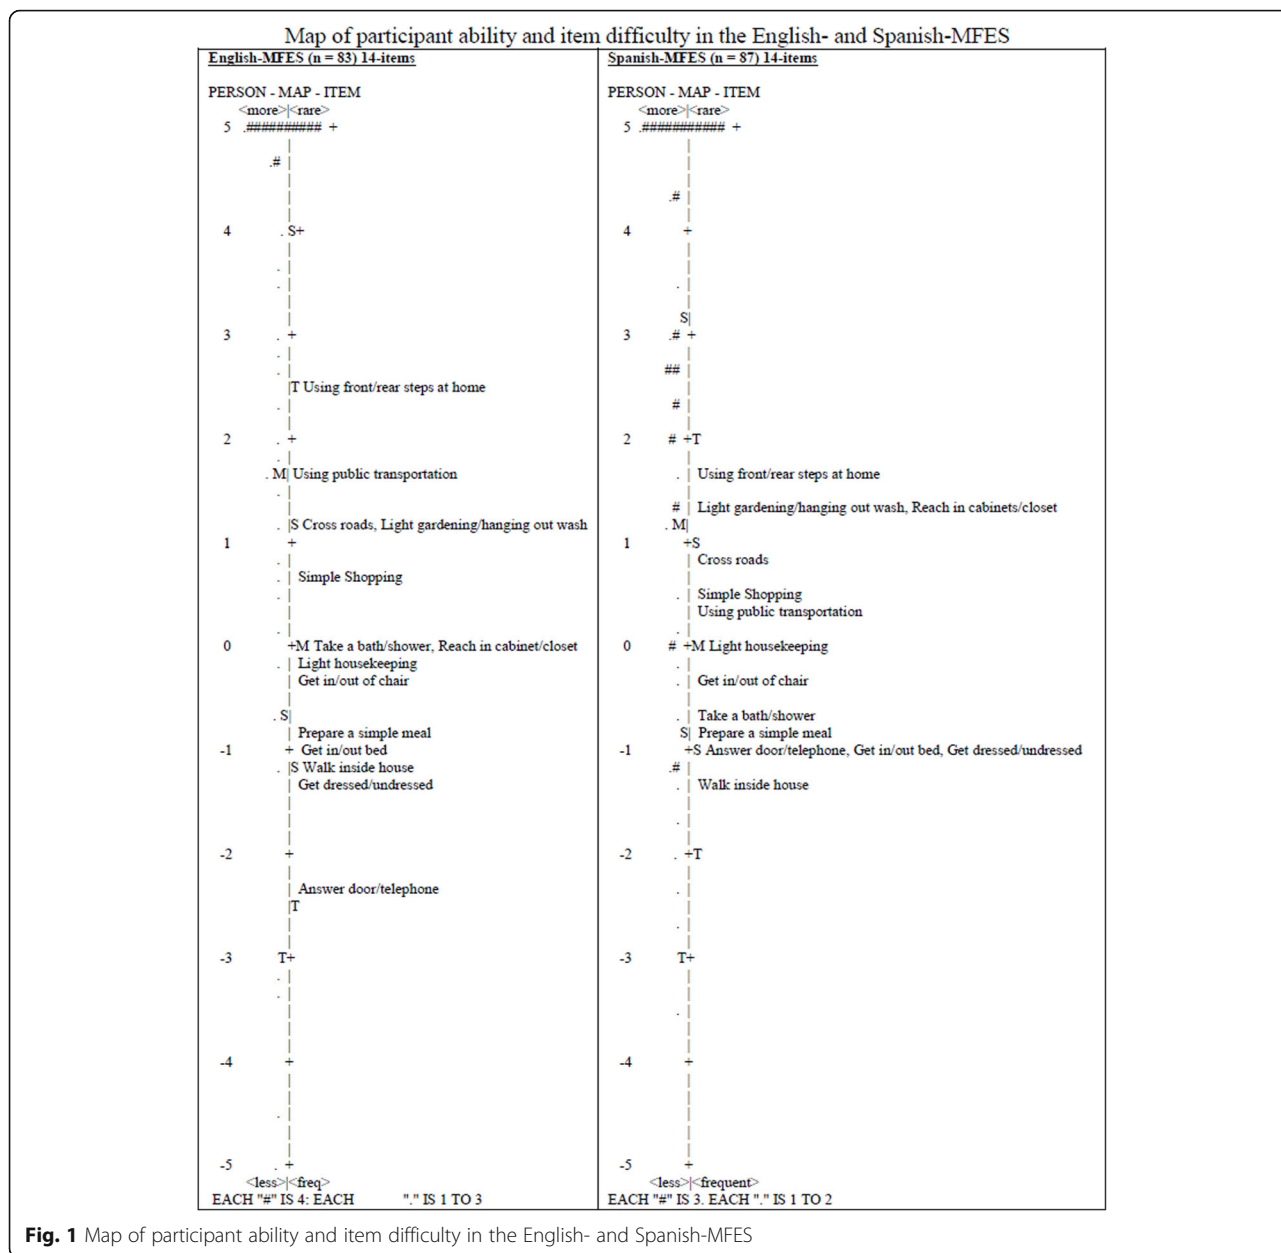 Map of participant ability and item difficulty in the English- and Spanish-MFES
English-MFES (n = 83) 14-items
PERSON - MAP - ITEM
<more>|<rare>
5 .########## +
|
.# |
|
|
|
4 . S+
|
. |
. |
|
|
3 . +
. |
. |
|T Using front/rear steps at home
. |
|
2 . +
. |
. M| Using public transportation
. |
|
. |S Cross roads, Light gardening/hanging out wash
1 +
. |
. | Simple Shopping
. |
|
. |
0 +M Take a bath/shower, Reach in cabinet/closet
. | Light housekeeping
| Get in/out of chair
|
. S|
| Prepare a simple meal
-1 + Get in/out bed
. |S Walk inside house
| Get dressed/undressed
|
|
|
-2 +
|
| Answer door/telephone
|T
|
|
-3 T+
. |
. |
|
|
|
-4 +
|
|
. |
|
|
-5 . +
<less>|<freq>
EACH "#" IS 4: EACH "." IS 1 TO 3
Spanish-MFES (n = 87) 14-items
PERSON - MAP - ITEM
<more>|<rare>
5 .########### +
|
|
|
.# |
|
4 +
|
|
. |
|
S|
3 .# +
|
## |
|
# |
|
2 # +T
|
. | Using front/rear steps at home
|
# | Light gardening/hanging out wash, Reach in cabinets/closet
. M|
1 +S
| Cross roads
|
. | Simple Shopping
| Using public transportation
. |
0 # +M Light housekeeping
. |
. | Get in/out of chair
|
. | Take a bath/shower
S| Prepare a simple meal
-1 +S Answer door/telephone, Get in/out bed, Get dressed/undressed
.# |
. | Walk inside house
|
. |
|
-2 . +T
|
. |
|
. |
|
-3 T+
|
|
. |
|
|
-4 +
|
|
|
|
|
-5 +
<less>|<frequent>
EACH "#" IS 3. EACH "." IS 1 TO 2
Fig. 1 Map of participant ability and item difficulty in the English- and Spanish-MFES